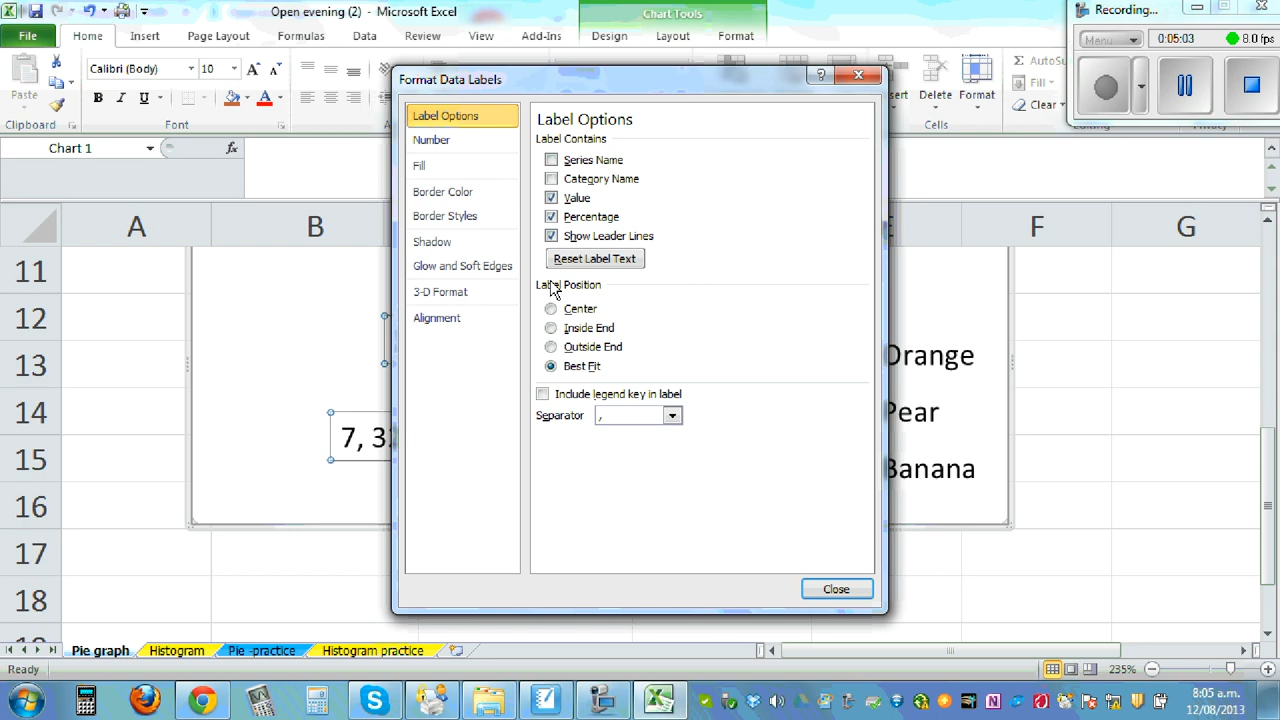 Open evening (2) - Microsoft Excel
Chart Tools
Recording...
File
Home
Insert
Page Layout
Formulas
Data
Review
View
Add-Ins
Design
Layout
Format
Menu
0:05:03
8.0 fps
Paste
Calibri (Body)
10
A A
B I U
Clipboard
Font
Delete
Format
Fill
Clear
Cells
Chart 1
fx
A B F G
11
12
13
14
15
16
17
18
7, 3
Orange
Pear
Banana
Format Data Labels
Label Options
Number
Fill
Border Color
Border Styles
Shadow
Glow and Soft Edges
3-D Format
Alignment
Label Options
Label Contains
Series Name
Category Name
Value
Percentage
Show Leader Lines
Reset Label Text
Label Position
Center
Inside End
Outside End
Best Fit
Include legend key in label
Separator ,
Close
Pie graph
Histogram
Pie -practice
Histogram practice
Ready
235%
8:05 a.m.
12/08/2013